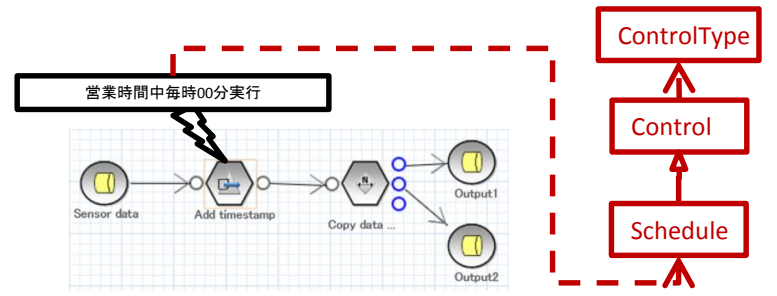 ControlType
営業時間中毎時00分実行
Control
N
Sensor data
Add timestamp
Copy data ...
Output1
Schedule
Output2